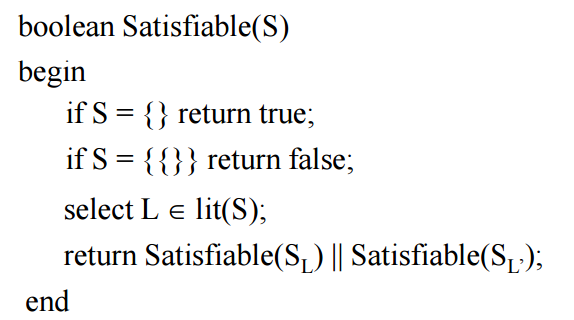 boolean Satisfiable(S)
begin
if S = {} return true;
if S = {{}} return false;
select L ∈ lit(S);
return Satisfiable(S_L) || Satisfiable(S_L’);
end